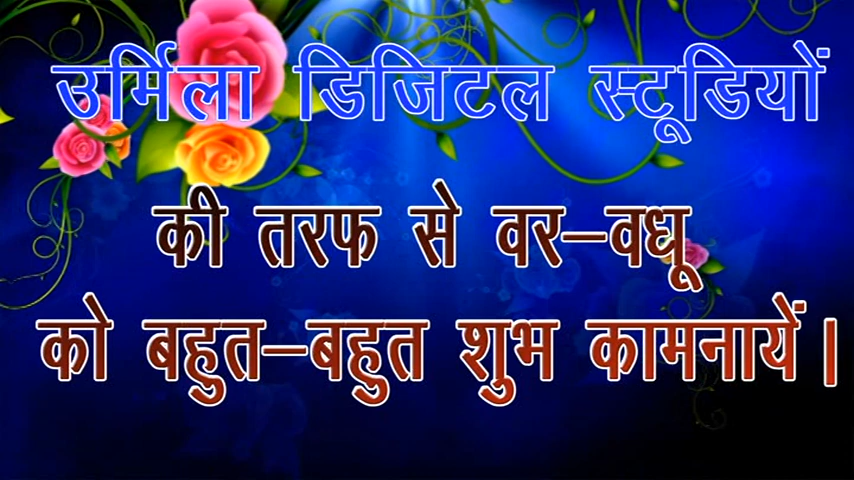 उर्मिला डिजिटल स्टूडियों
की तरफ से वर–वधू
को बहुत–बहुत शुभ कामनायें।